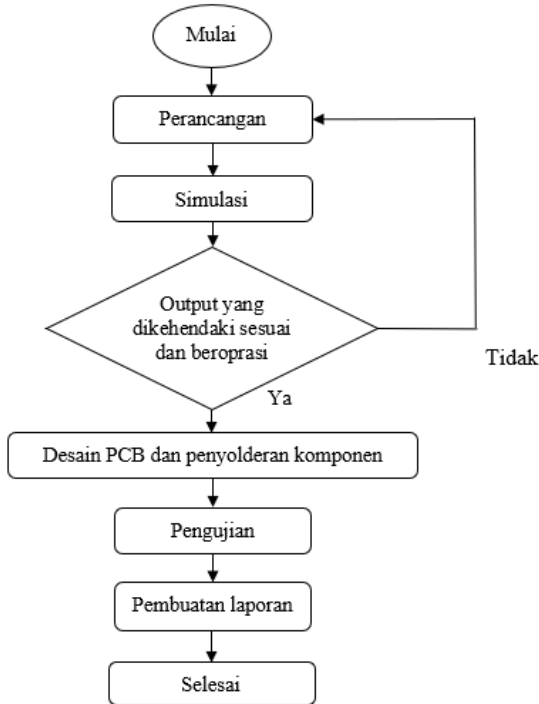 Mulai
Perancangan
Simulasi
Output yang
dikehendaki sesuai
dan beroprasi
Tidak
Ya
Desain PCB dan penyolderan komponen
Pengujian
Pembuatan laporan
Selesai